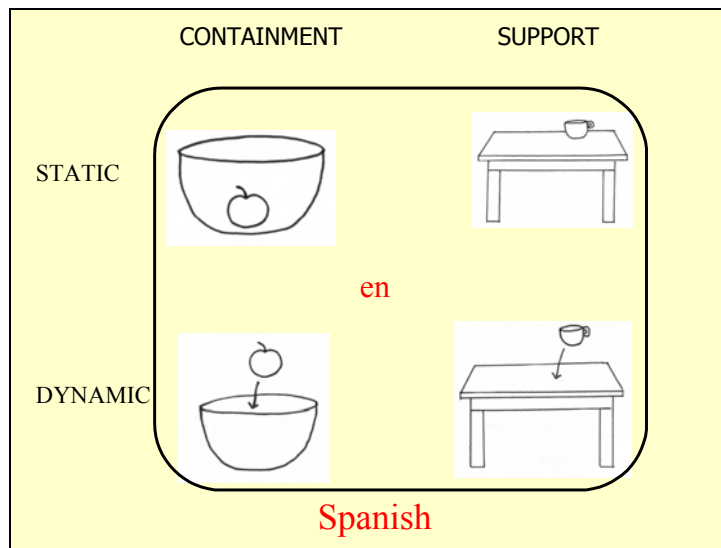 CONTAINMENT SUPPORT
STATIC
en
DYNAMIC
Spanish